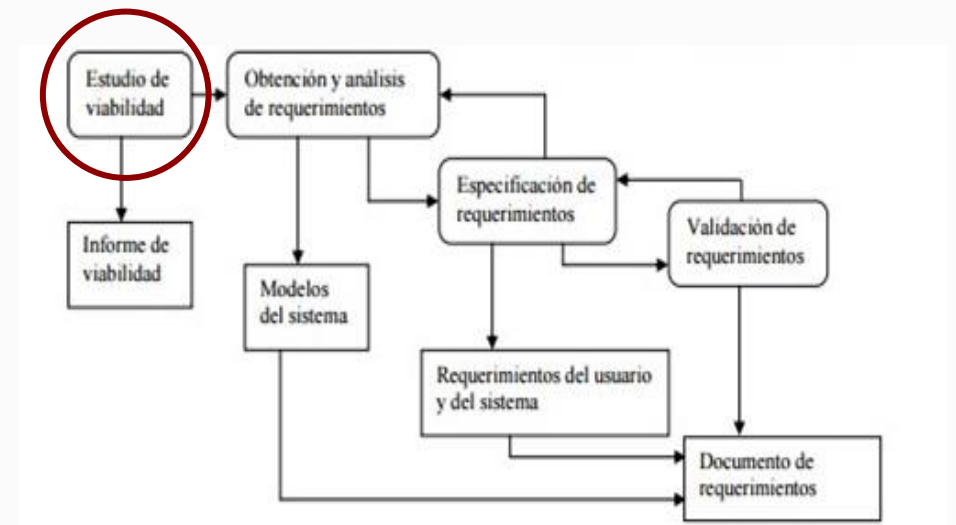 Estudio de
viabilidad
Obtención y análisis
de requerimientos
Especificación de
requerimientos
Validación de
requerimientos
Informe de
viabilidad
Modelos
del sistema
Requerimientos del usuario
y del sistema
Documento de
requerimientos